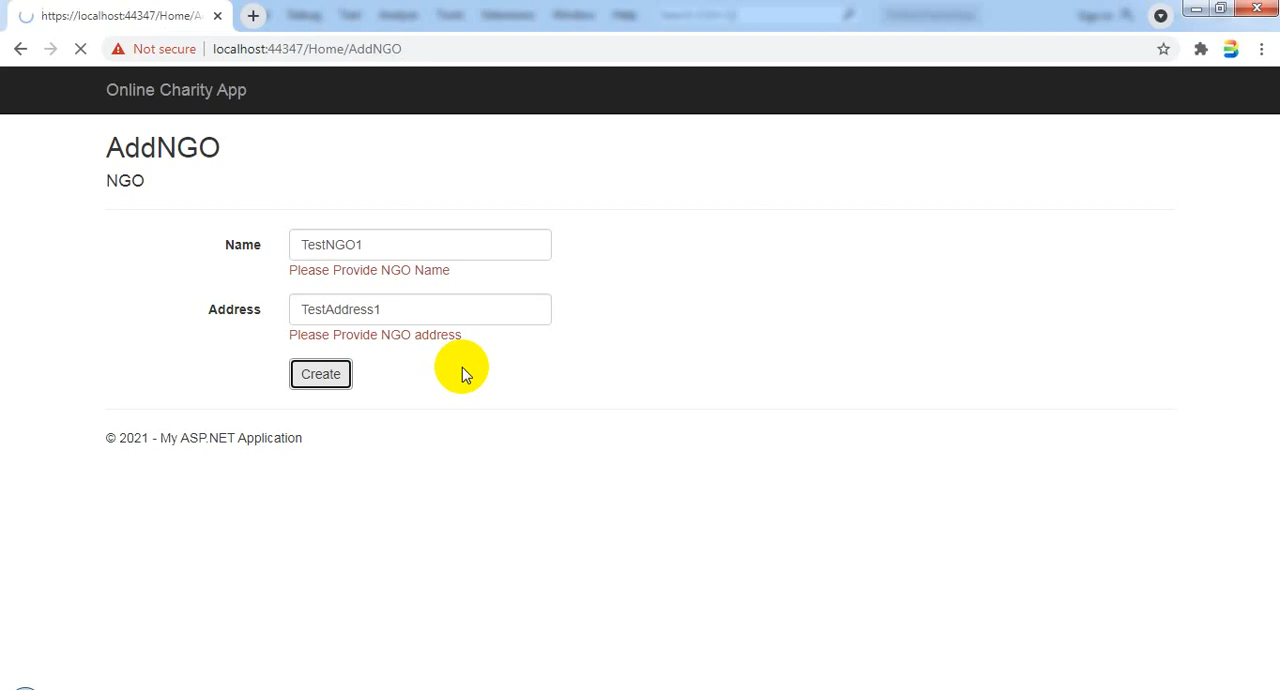 https://localhost:44347/Home/A
Not secure
localhost:44347/Home/AddNGO
Online Charity App
AddNGO
NGO
Name
TestNGO1
Please Provide NGO Name
Address
TestAddress1
Please Provide NGO address
Create
© 2021 - My ASP.NET Application